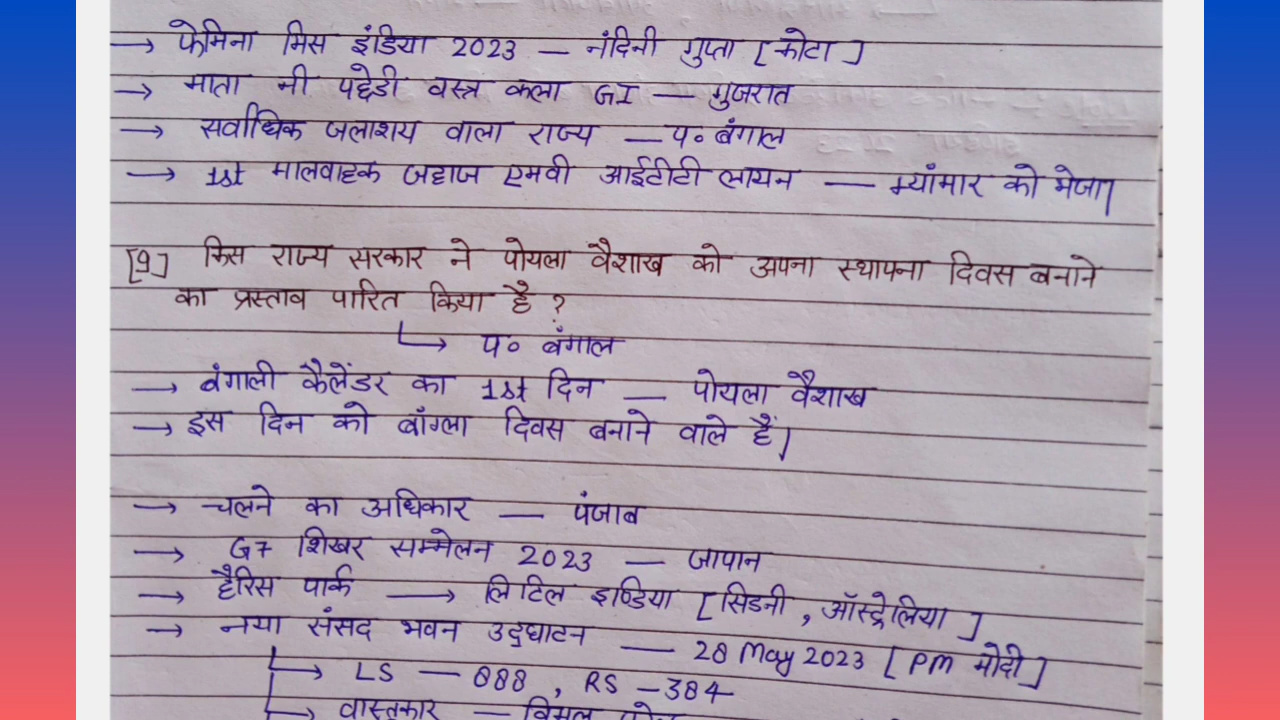 → फेमिना मिस इंडिया 2023 — नंदिनी गुप्ता [कोटा]
→ माता नी पछेडी वस्त्र कला GI — गुजरात
→ सर्वाधिक जलाशय वाला राज्य — प० बंगाल
→ 1st मालवाहक जहाज एमवी आईटीटी लायन — म्यांमार को भेजा।
[9] किस राज्य सरकार ने पोयला वैशाख को अपना स्थापना दिवस बनाने
का प्रस्ताव पारित किया है ?
↳ प० बंगाल
→ बंगाली कैलेंडर का 1st दिन — पोयला वैशाख
→ इस दिन को बॉग्ला दिवस बनाने वाले हैं।
→ चलने का अधिकार — पंजाब
→ G7 शिखर सम्मेलन 2023 — जापान
→ हैरिस पार्क → लिटिल इण्डिया [सिडनी, ऑस्ट्रेलिया]
→ नया संसद भवन उद्घाटन — 28 May 2023 [PM मोदी]
→ LS — 888, RS – 384
→ वास्तुकार — बिमल